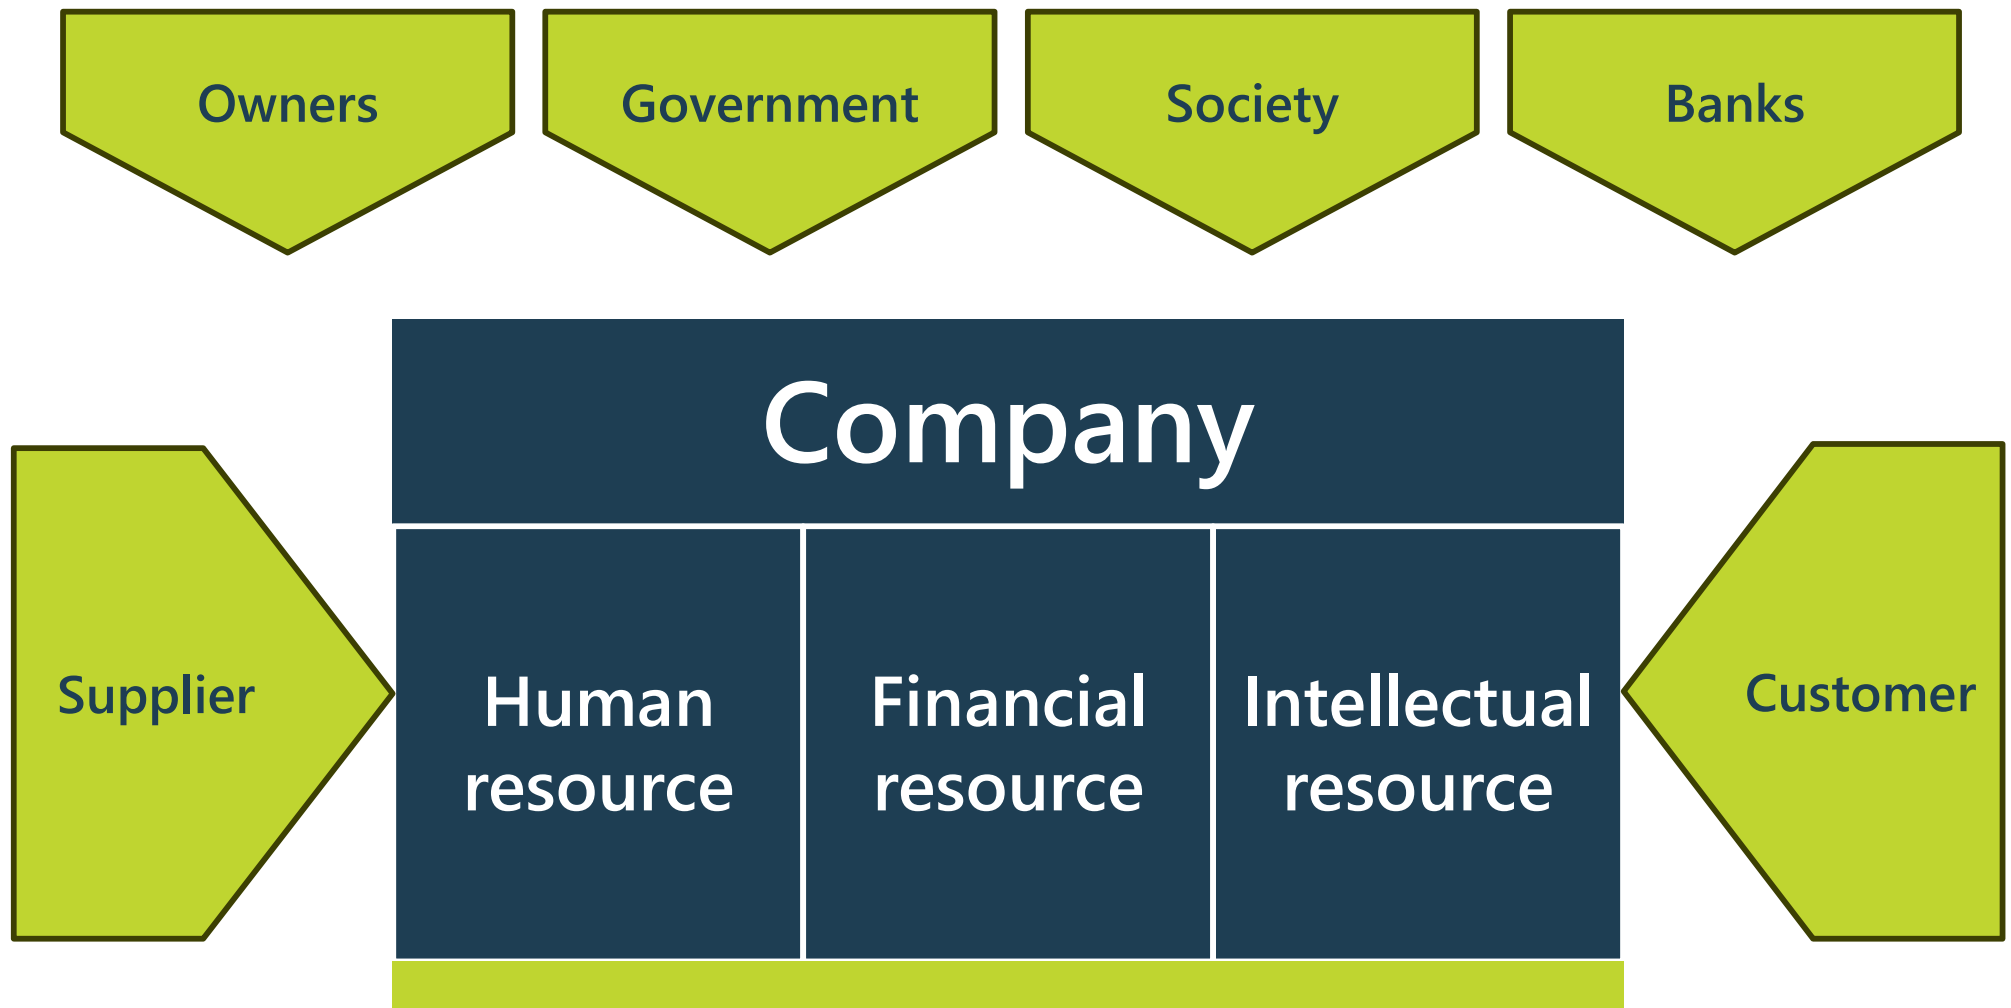 Owners
Government
Society
Banks
Company
Supplier
Human
resource
Financial
resource
Intellectual
resource
Customer